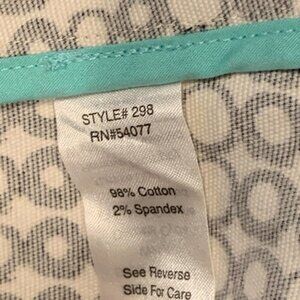 STYLE# 298
RN#54077
98% Cotton
2% Spandex
See Reverse
Side For Care